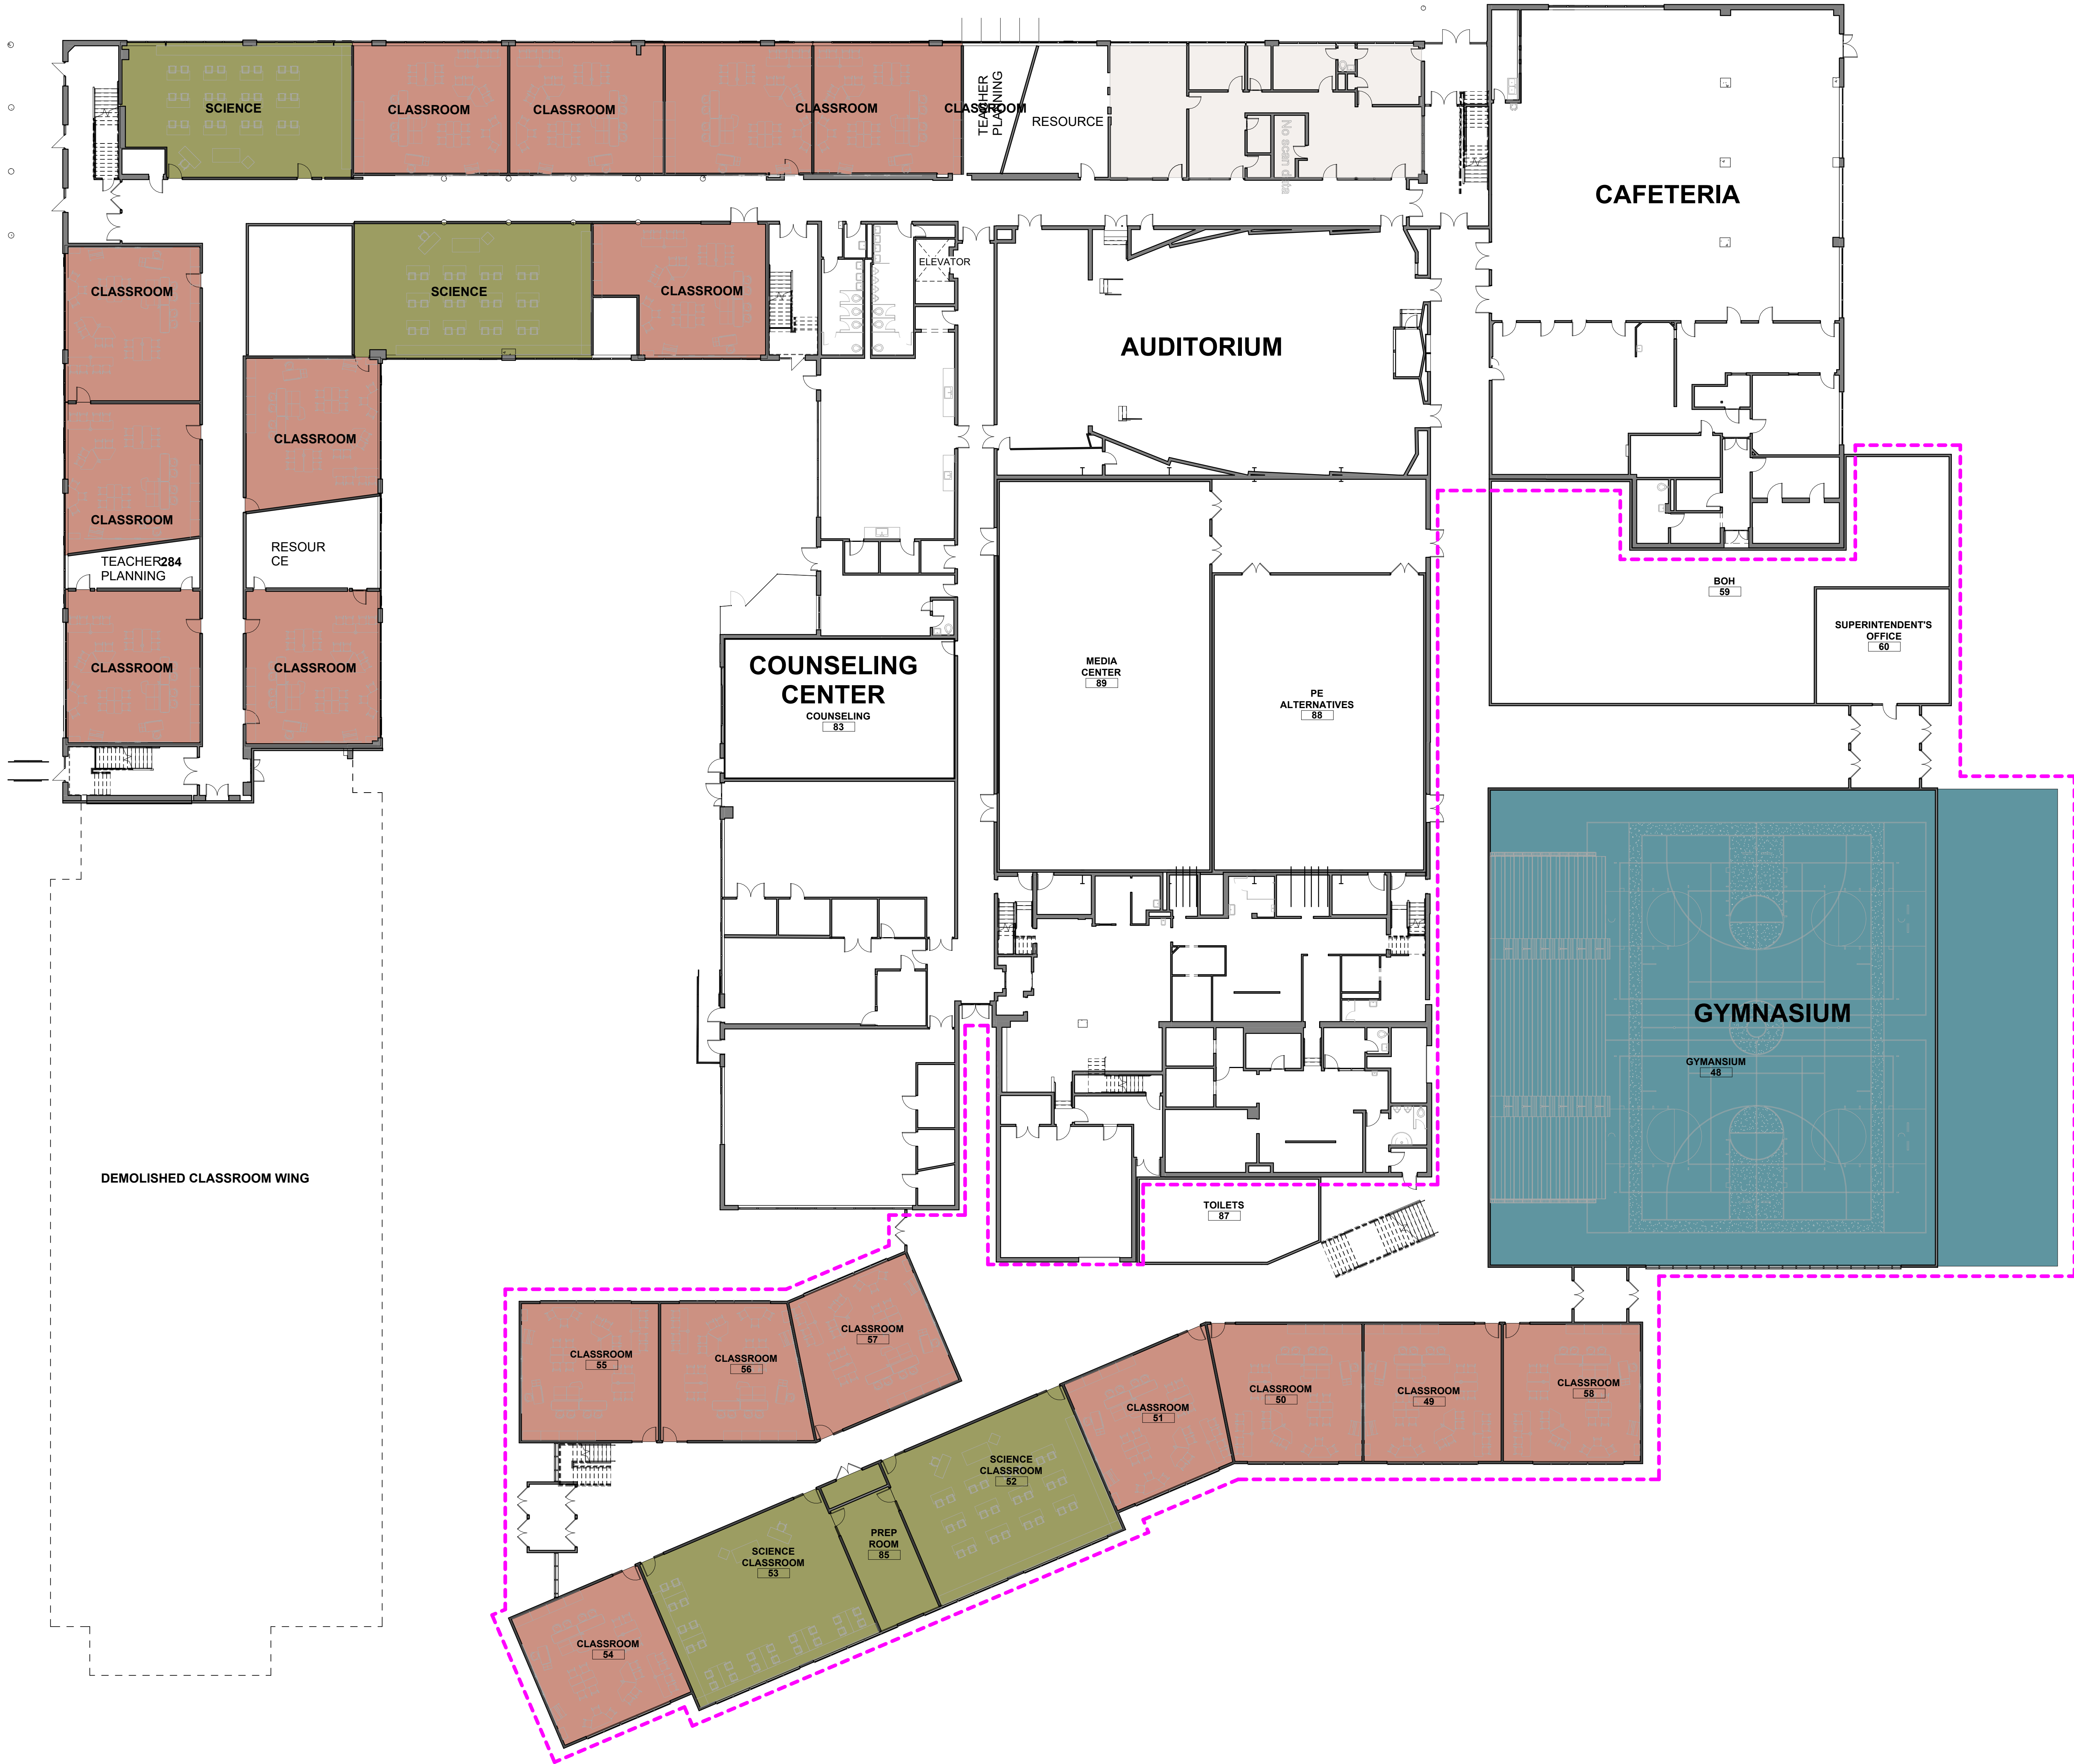 SCIENCE
CLASSROOM
CLASSROOM
CLASSROOM
CLASSROOM
TEACHER
PLANNING
RESOURCE
No scan data
CAFETERIA
CLASSROOM
SCIENCE
CLASSROOM
ELEVATOR
AUDITORIUM
CLASSROOM
CLASSROOM
RESOUR
CE
TEACHER284
PLANNING
CLASSROOM
CLASSROOM
COUNSELING
CENTER
COUNSELING
83
MEDIA
CENTER
89
PE
ALTERNATIVES
88
BOH
59
SUPERINTENDENT'S
OFFICE
60
GYMNASIUM
GYMANSIUM
48
DEMOLISHED CLASSROOM WING
TOILETS
87
CLASSROOM
55
CLASSROOM
56
CLASSROOM
57
CLASSROOM
51
CLASSROOM
50
CLASSROOM
49
CLASSROOM
58
SCIENCE
CLASSROOM
52
PREP
ROOM
85
SCIENCE
CLASSROOM
53
CLASSROOM
54